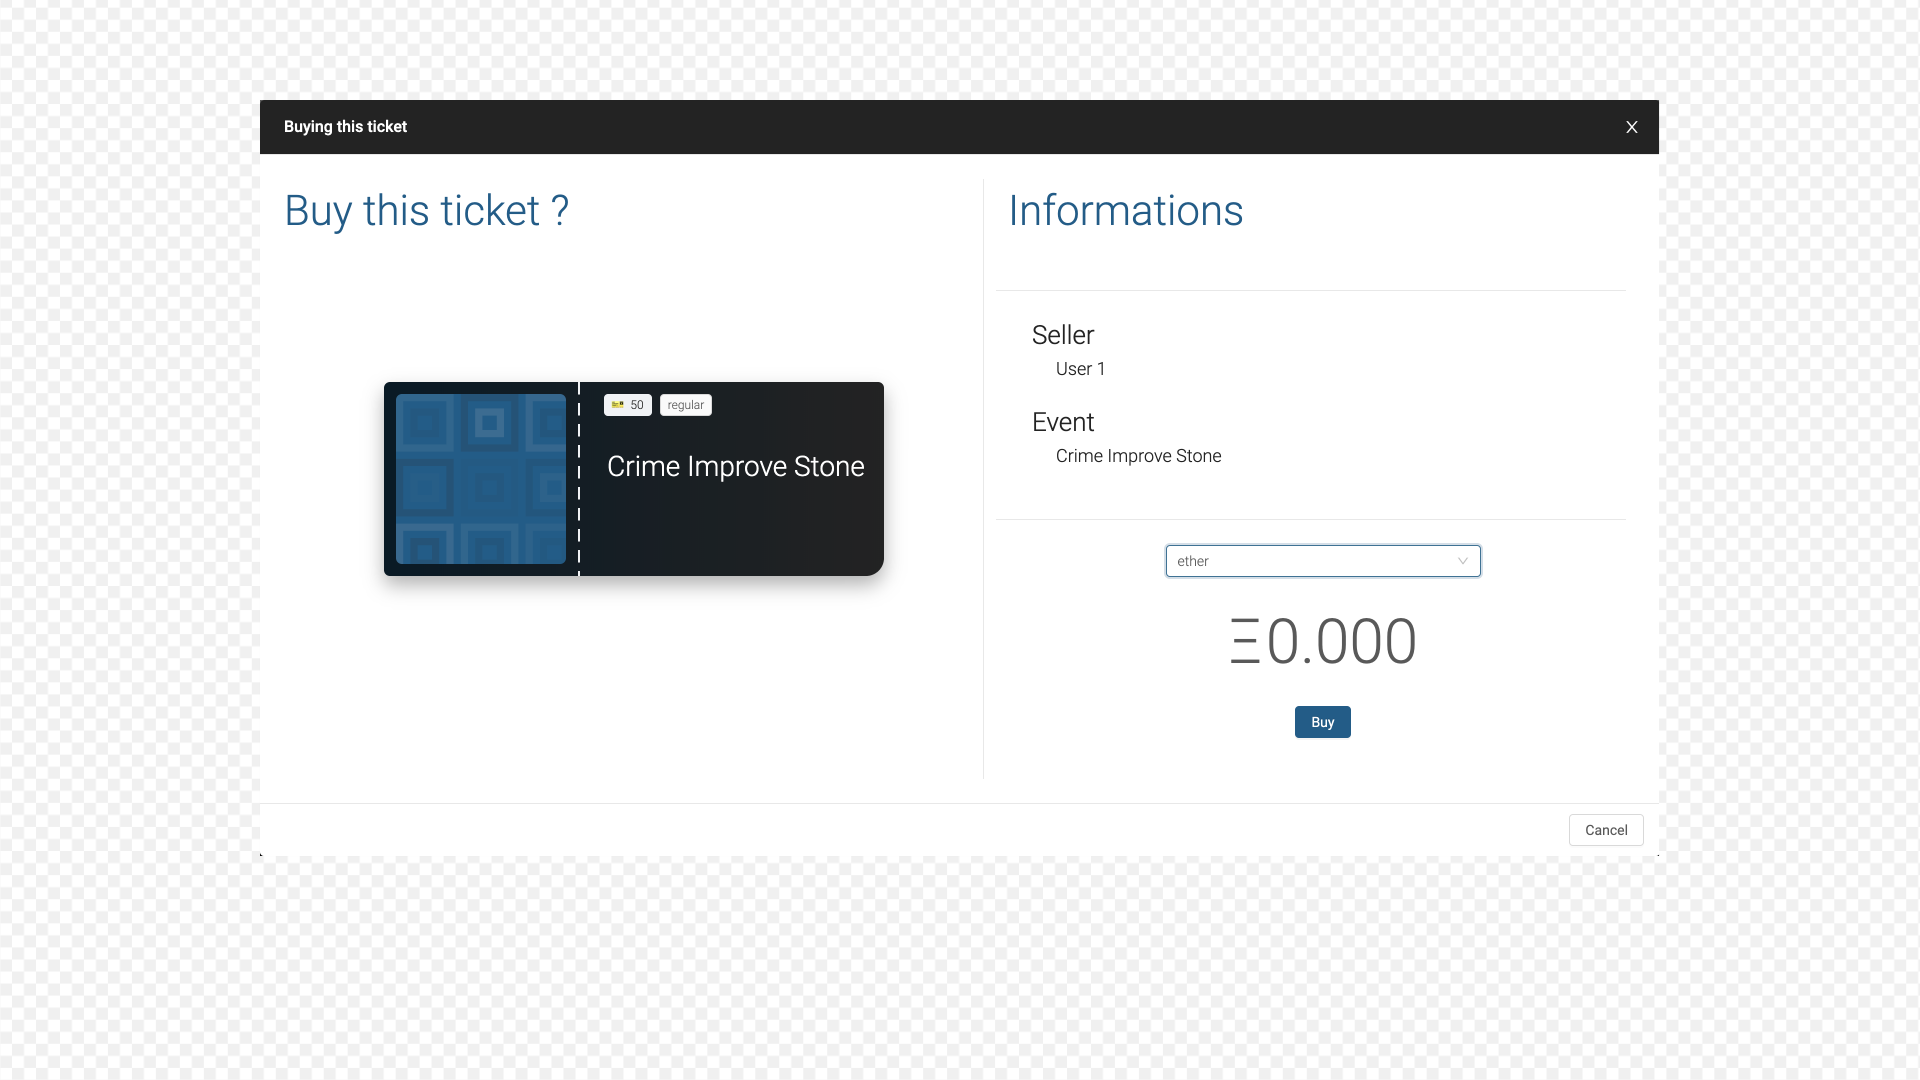 Buying this ticket
X
Buy this ticket ?
50
regular
Crime Improve Stone
Informations
Seller
User 1
Event
Crime Improve Stone
ether
Ξ0.000
Buy
Cancel